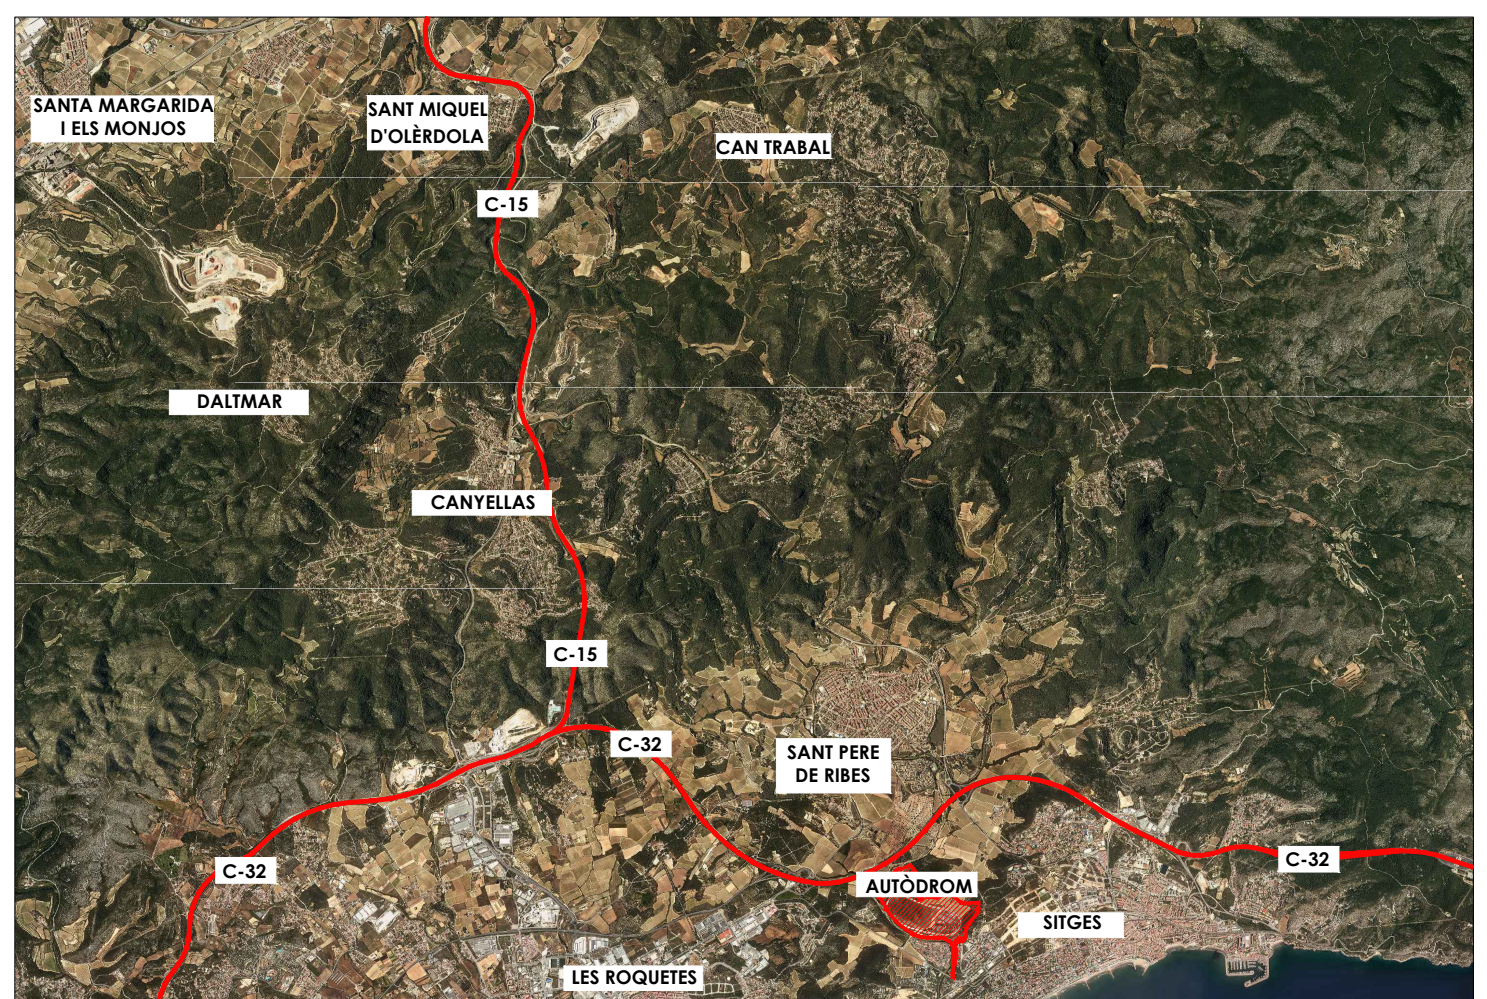 SANTA MARGARIDA
I ELS MONJOS
SANT MIQUEL
D'OLÈRDOLA
CAN TRABAL
C-15
DALTMAR
CANYELLAS
C-15
C-32
SANT PERE
DE RIBES
C-32
C-32
AUTÒDROM
SITGES
LES ROQUETES